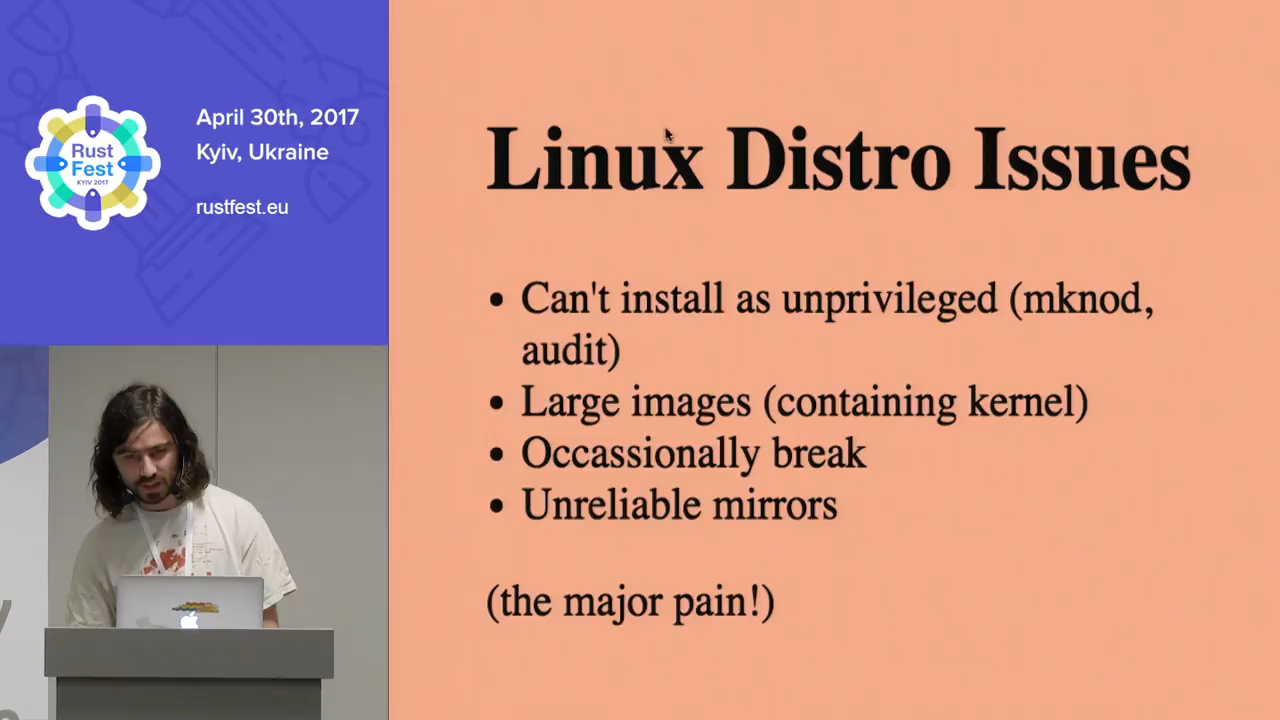 April 30th, 2017
Kyiv, Ukraine
rustfest.eu
Rust
Fest
KYIV 2017
Linux Distro Issues
• Can't install as unprivileged (mknod,
audit)
• Large images (containing kernel)
• Occassionally break
• Unreliable mirrors
(the major pain!)